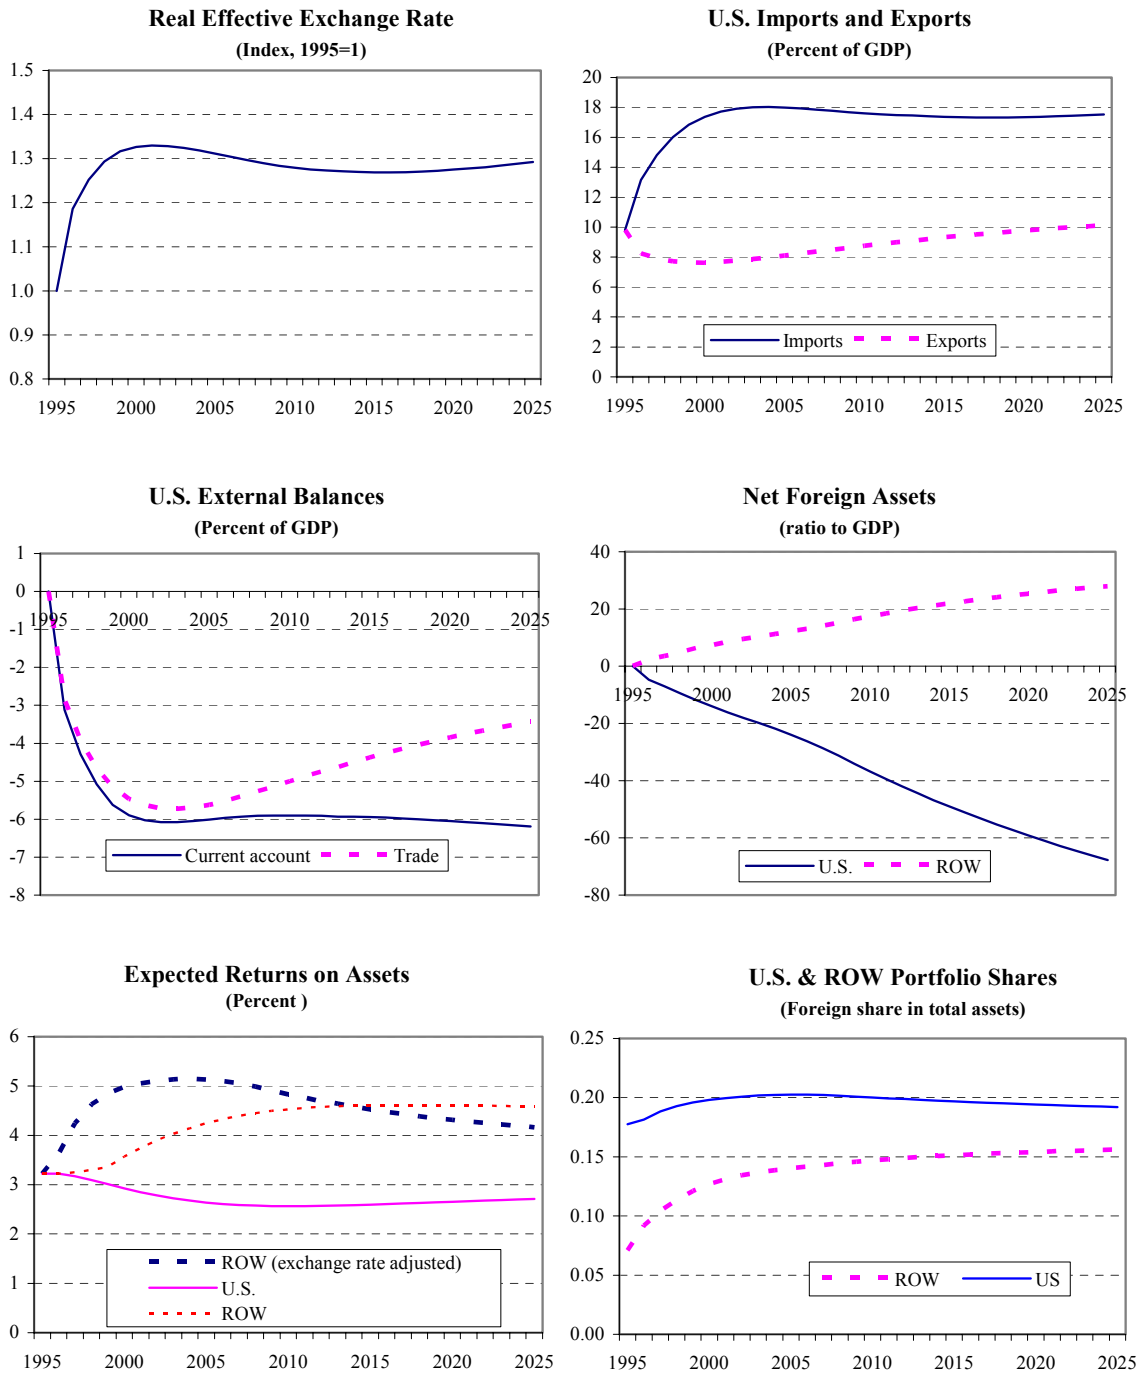 Real Effective Exchange Rate
(Index, 1995=1)
1.5
1.4
1.3
1.2
1.1
1.0
0.9
0.8
1995 2000 2005 2010 2015 2020 2025
U.S. Imports and Exports
(Percent of GDP)
20
18
16
14
12
10
8
6
4
2
0
Imports Exports
1995 2000 2005 2010 2015 2020 2025
U.S. External Balances
(Percent of GDP)
1
0
-1
-2
-3
-4
-5
-6
-7
-8
1995 2000 2005 2010 2015 2020 2025
Current account Trade
Net Foreign Assets
(ratio to GDP)
40
20
0
-20
-40
-60
-80
1995 2000 2005 2010 2015 2020 2025
U.S. ROW
Expected Returns on Assets
(Percent )
6
5
4
3
2
1
0
ROW (exchange rate adjusted)
U.S.
ROW
1995 2000 2005 2010 2015 2020 2025
U.S. & ROW Portfolio Shares
(Foreign share in total assets)
0.25
0.20
0.15
0.10
0.05
0.00
ROW US
1995 2000 2005 2010 2015 2020 2025